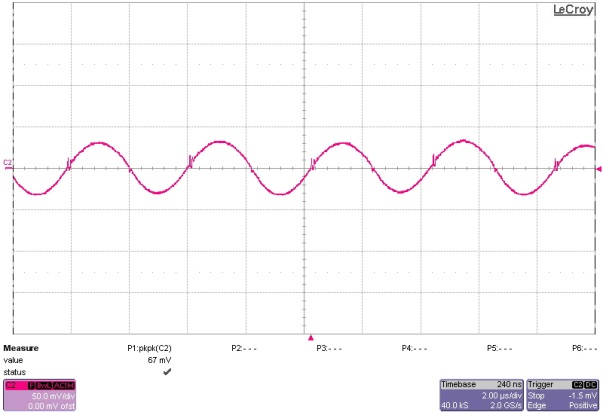 LeCroy
C2
Measure P1:pkpk(C2) P2:--- P3:--- P4:--- P5:--- P6:---
value 67 mV
status ✔
C2 F BwL AC1M Timebase 240 ns Trigger C2 DC
50.0 mV/div 2.00 µs/div Stop -1.5 mV
0.00 mV ofst 40.0 kS 2.0 GS/s Edge Positive